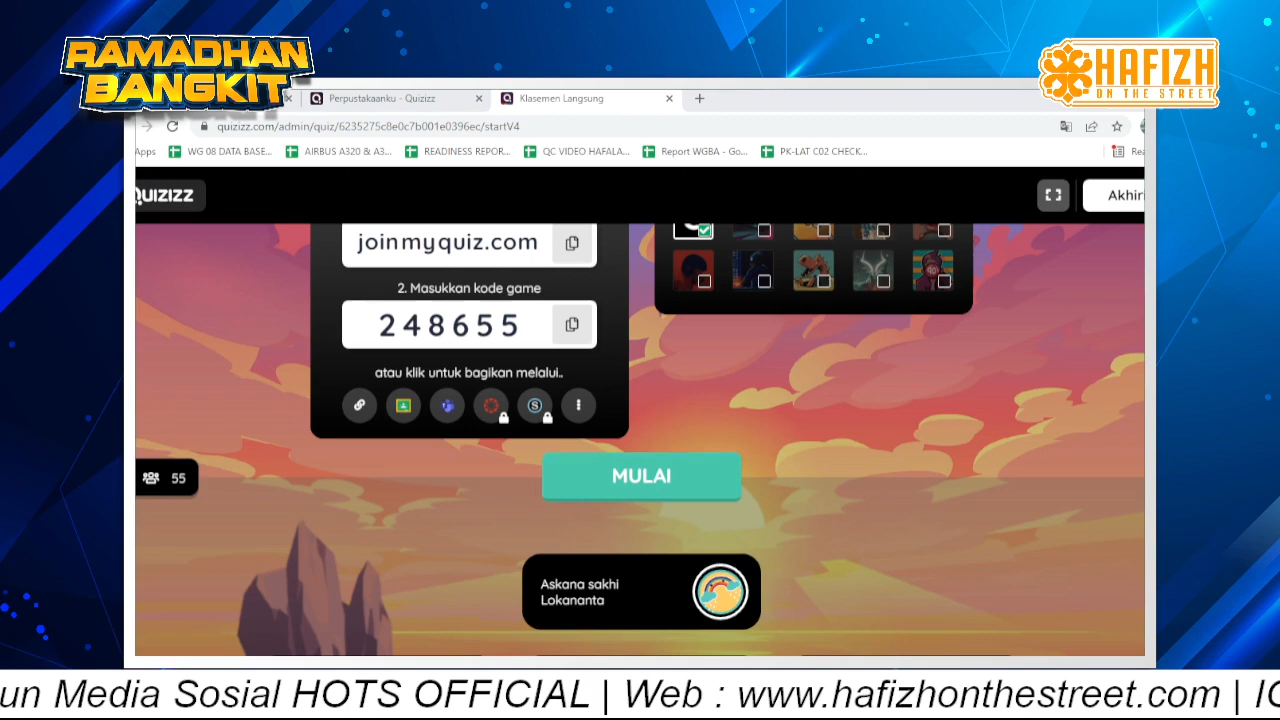 RAMADHAN
BANGKIT
HAFIZH
ON THE STREET
Perpustakaanku - Quizizz
Klasemen Langsung
quizizz.com/admin/quiz/6235275c8e0c7b001e0396ec/startV4
Apps
WG 08 DATA BASE...
AIRBUS A320 & A3...
READINESS REPOR...
QC VIDEO HAFALA...
Report WGBA - Go...
PK-LAT C02 CHECK...
Rea
QUIZIZZ
Akhiri
joinmyquiz.com
2. Masukkan kode game
248655
atau klik untuk bagikan melalui..
MULAI
55
Askana sakhi
Lokananta
un Media Sosial HOTS OFFICIAL | Web : www.hafizhonthestreet.com | IG